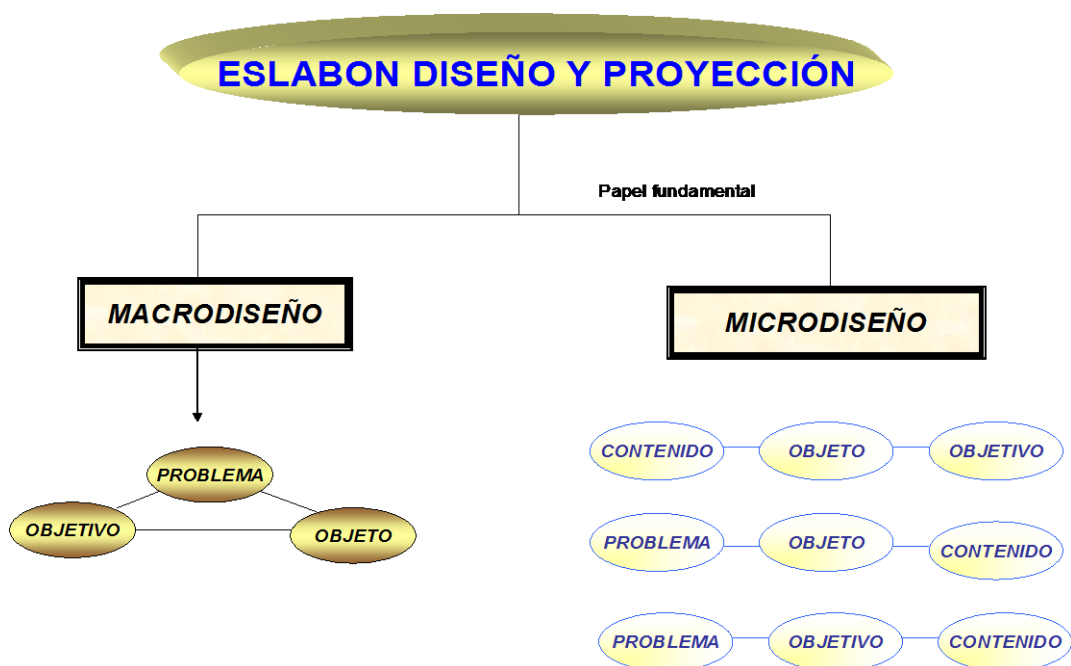 ESLABON DISEÑO Y PROYECCIÓN
Papel fundamental
MACRODISEÑO
PROBLEMA
OBJETIVO
OBJETO
MICRODISEÑO
CONTENIDO OBJETO OBJETIVO
PROBLEMA OBJETO CONTENIDO
PROBLEMA OBJETIVO CONTENIDO